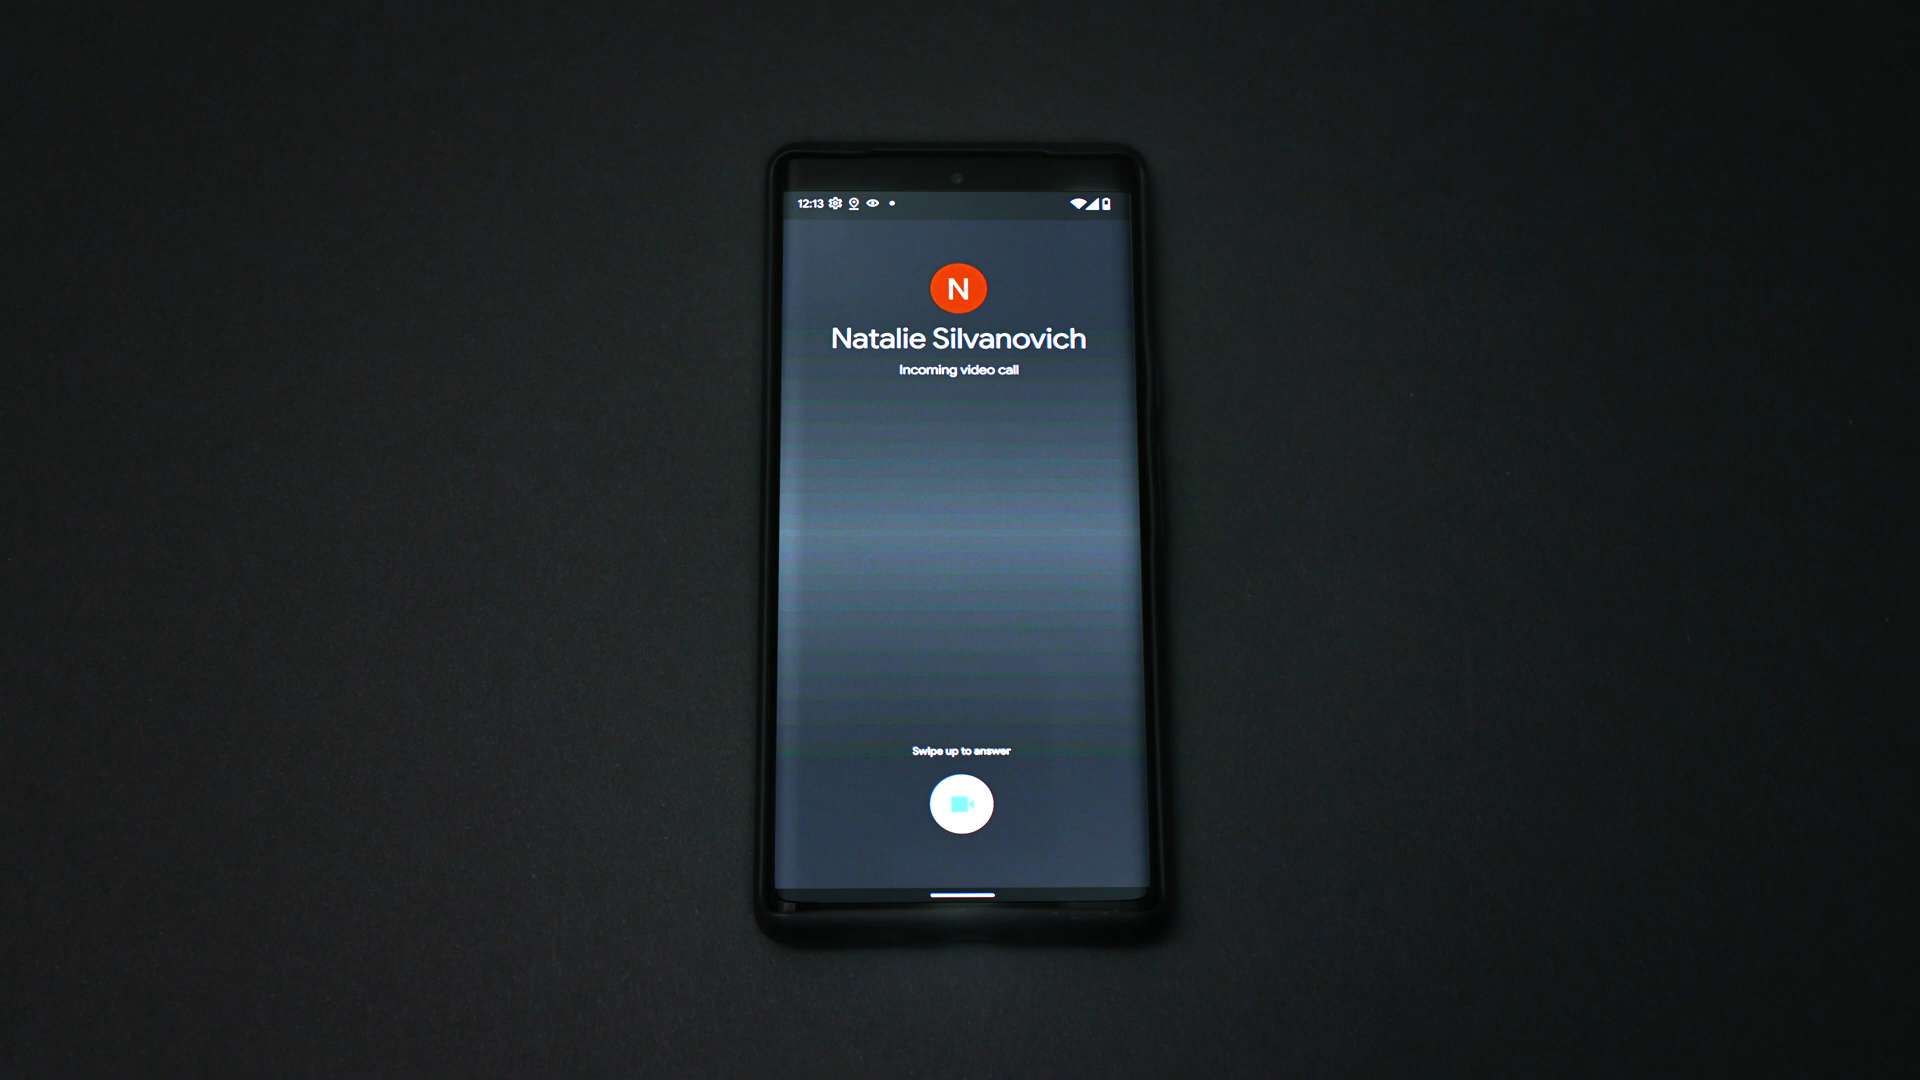 12:13
N
Natalie Silvanovich
Incoming video call
Swipe up to answer